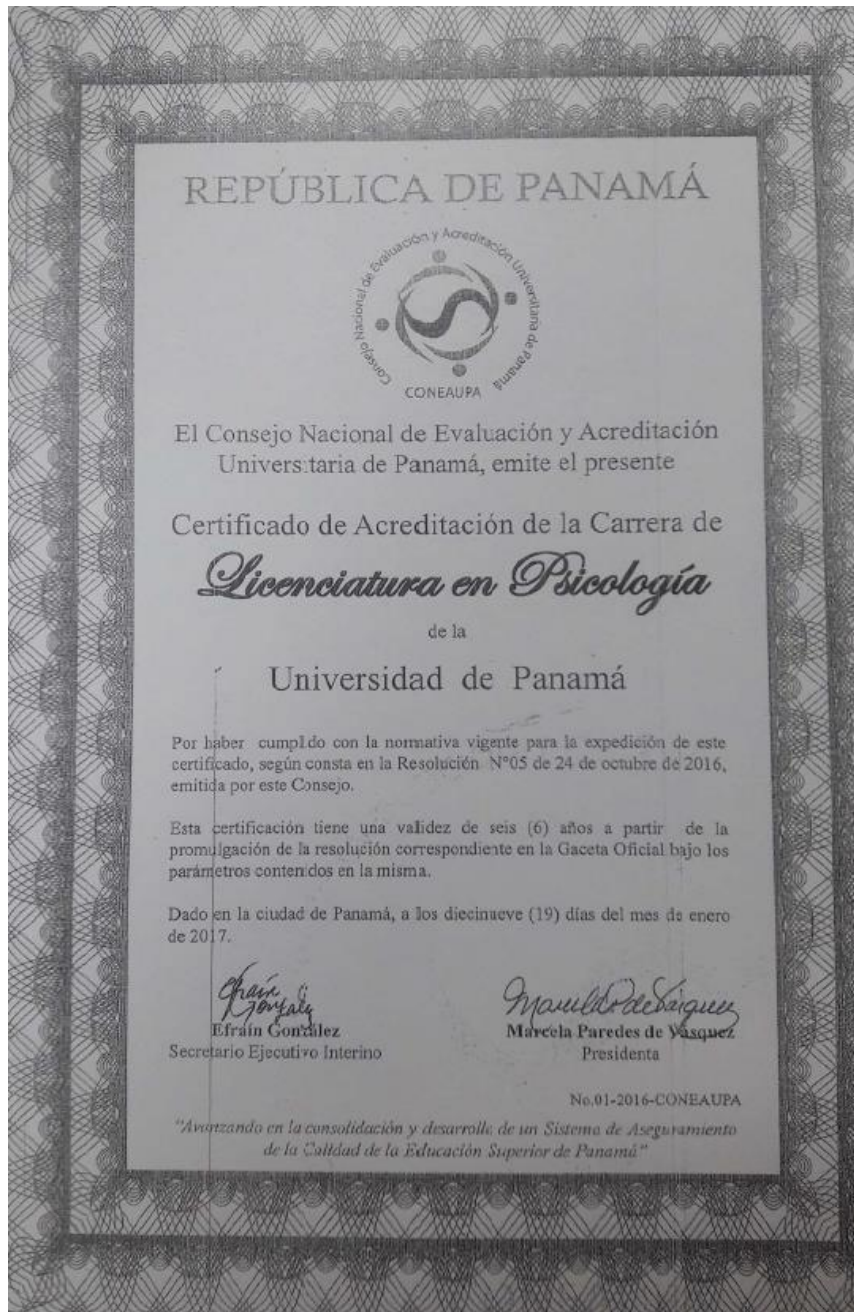 REPÚBLICA DE PANAMÁ
Consejo Nacional de Evaluación y Acreditación Universitaria de Panamá
CONEAUPA
El Consejo Nacional de Evaluación y Acreditación
Universitaria de Panamá, emite el presente
Certificado de Acreditación de la Carrera de
Licenciatura en Psicología
de la
Universidad de Panamá
Por haber cumplido con la normativa vigente para la expedición de este
certificado, según consta en la Resolución N°05 de 24 de octubre de 2016,
emitida por este Consejo.
Esta certificación tiene una validez de seis (6) años a partir de la
promulgación de la resolución correspondiente en la Gaceta Oficial bajo los
parámetros contenidos en la misma.
Dado en la ciudad de Panamá, a los diecinueve (19) días del mes de enero
de 2017.
Efraín González
Efraín González
Secretario Ejecutivo Interino
Marcela P de Vásquez
Marcela Paredes de Vásquez
Presidenta
No.01-2016-CONEAUPA
"Avanzando en la consolidación y desarrollo de un Sistema de Aseguramiento
de la Calidad de la Educación Superior de Panamá"